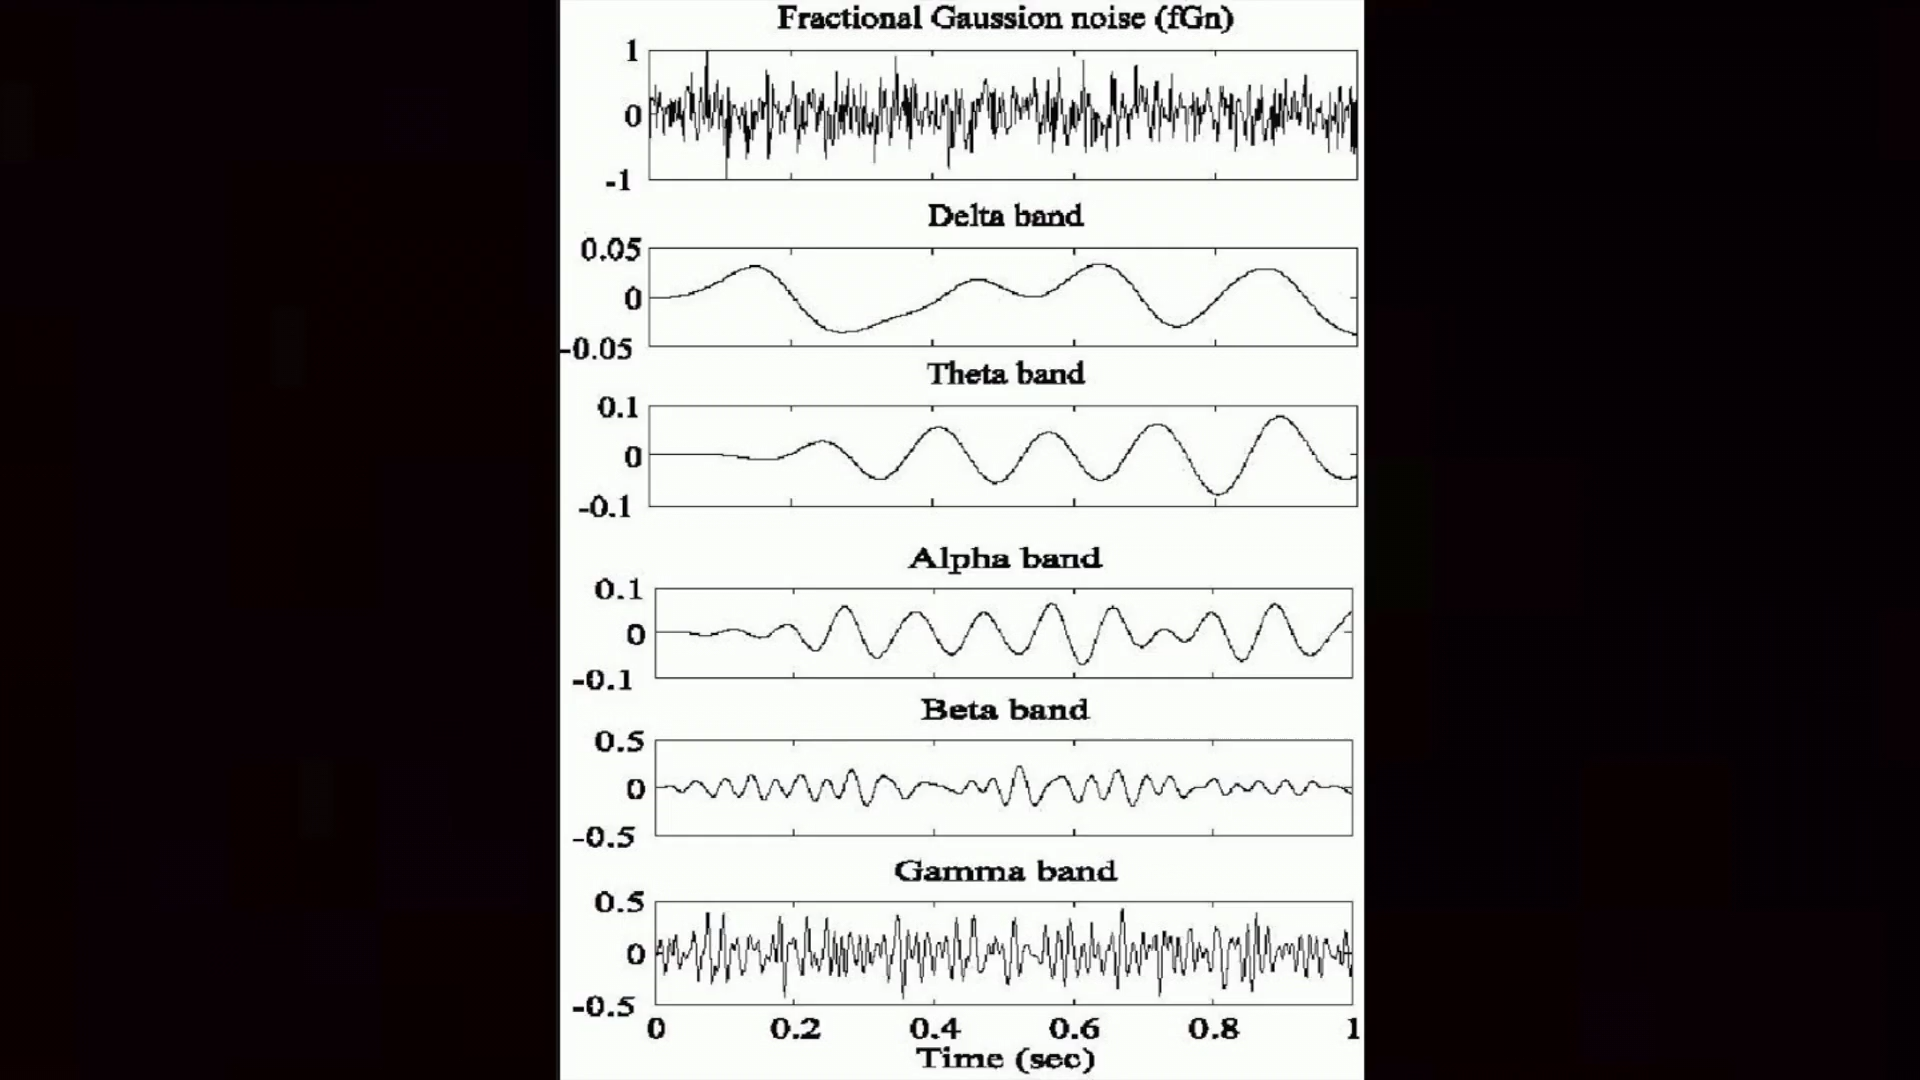 Fractional Gaussion noise (fGn)
1
0
-1
Delta band
0.05
0
-0.05
Theta band
0.1
0
-0.1
Alpha band
0.1
0
-0.1
Beta band
0.5
0
-0.5
Gamma band
0.5
0
-0.5
0 0.2 0.4 0.6 0.8 1
Time (sec)